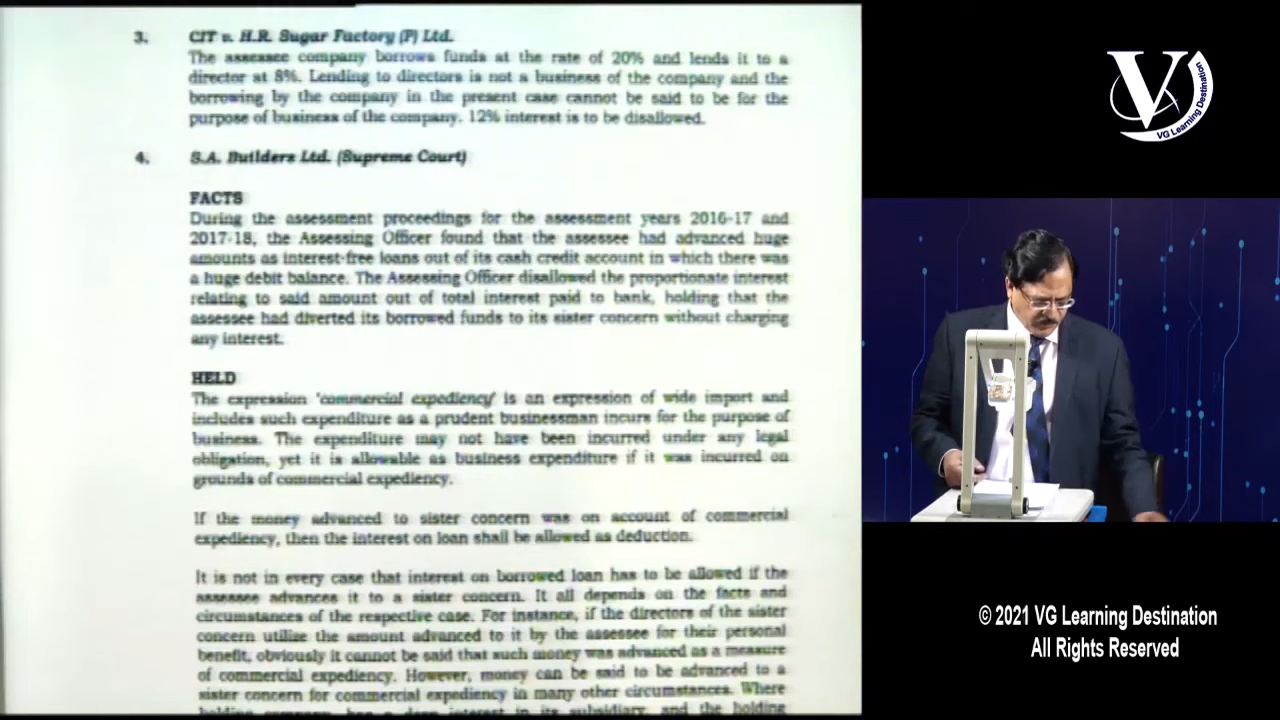 3. CIT v. H.R. Sugar Factory (P) Ltd.
The assessee company borrows funds at the rate of 20% and lends it to a
director at 8%. Lending to directors is not a business of the company and the
borrowing by the company in the present case cannot be said to be for the
purpose of business of the company. 12% interest is to be disallowed.
4. S.A. Builders Ltd. (Supreme Court)
FACTS
During the assessment proceedings for the assessment years 2016-17 and
2017-18, the Assessing Officer found that the assessee had advanced huge
amounts as interest-free loans out of its cash credit account in which there was
a huge debit balance. The Assessing Officer disallowed the proportionate interest
relating to said amount out of total interest paid to bank, holding that the
assessee had diverted its borrowed funds to its sister concern without charging
any interest.
HELD
The expression 'commercial expediency' is an expression of wide import and
includes such expenditure as a prudent businessman incurs for the purpose of
business. The expenditure may not have been incurred under any legal
obligation, yet it is allowable as business expenditure if it was incurred on
grounds of commercial expediency.
If the money advanced to sister concern was on account of commercial
expediency, then the interest on loan shall be allowed as deduction.
It is not in every case that interest on borrowed loan has to be allowed if the
assessee advances it to a sister concern. It all depends on the facts and
circumstances of the respective case. For instance, if the directors of the sister
concern utilize the amount advanced to it by the assessee for their personal
benefit, obviously it cannot be said that such money was advanced as a measure
of commercial expediency. However, money can be said to be advanced to a
sister concern for commercial expediency in many other circumstances. Where
holding company has a deep interest in its subsidiary, and the holding
V
VG Learning Destination
© 2021 VG Learning Destination
All Rights Reserved